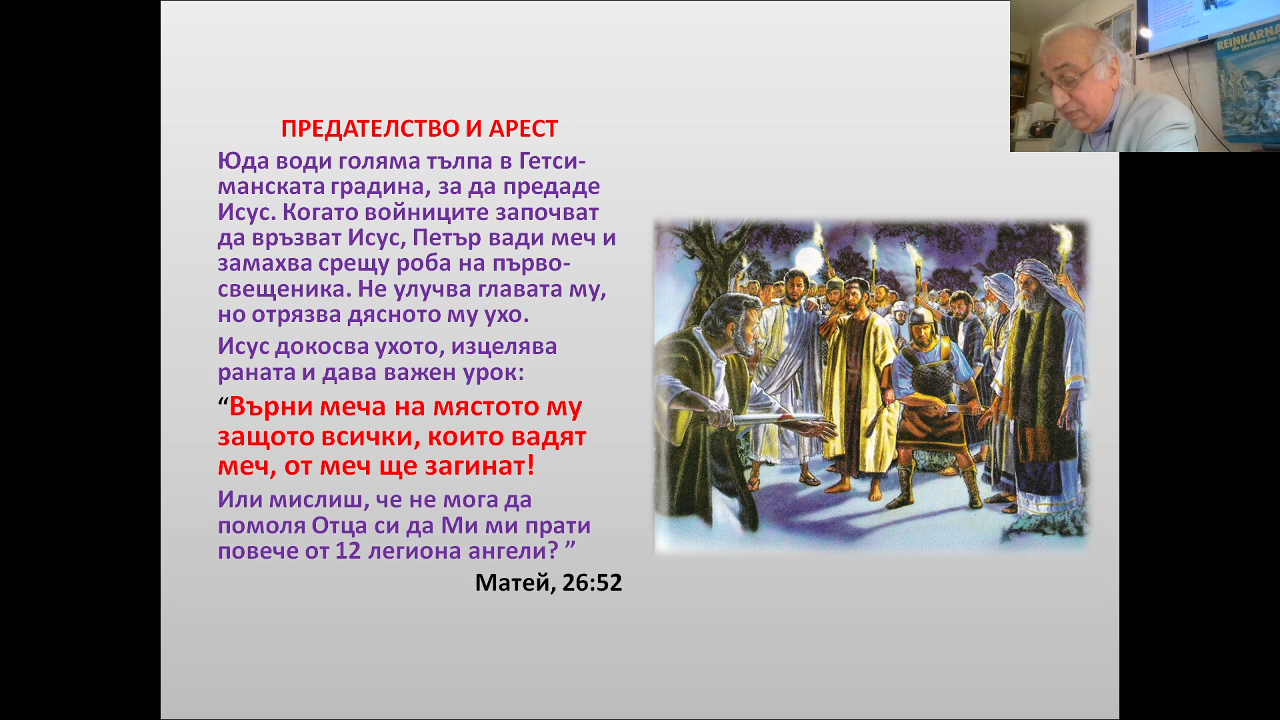 ПРЕДАТЕЛСТВО И АРЕСТ
Юда води голяма тълпа в Гетси-
манската градина, за да предаде
Исус. Когато войниците започват
да връзват Исус, Петър вади меч и
замахва срещу роба на първо-
свещеника. Не улучва главата му,
но отрязва дясното му ухо.
Исус докосва ухото, изцелява
раната и дава важен урок:
“Върни меча на мястото му
защото всички, които вадят
меч, от меч ще загинат!
Или мислиш, че не мога да
помоля Отца си да Ми ми прати
повече от 12 легиона ангели? ”
Матей, 26:52
REINKARNA